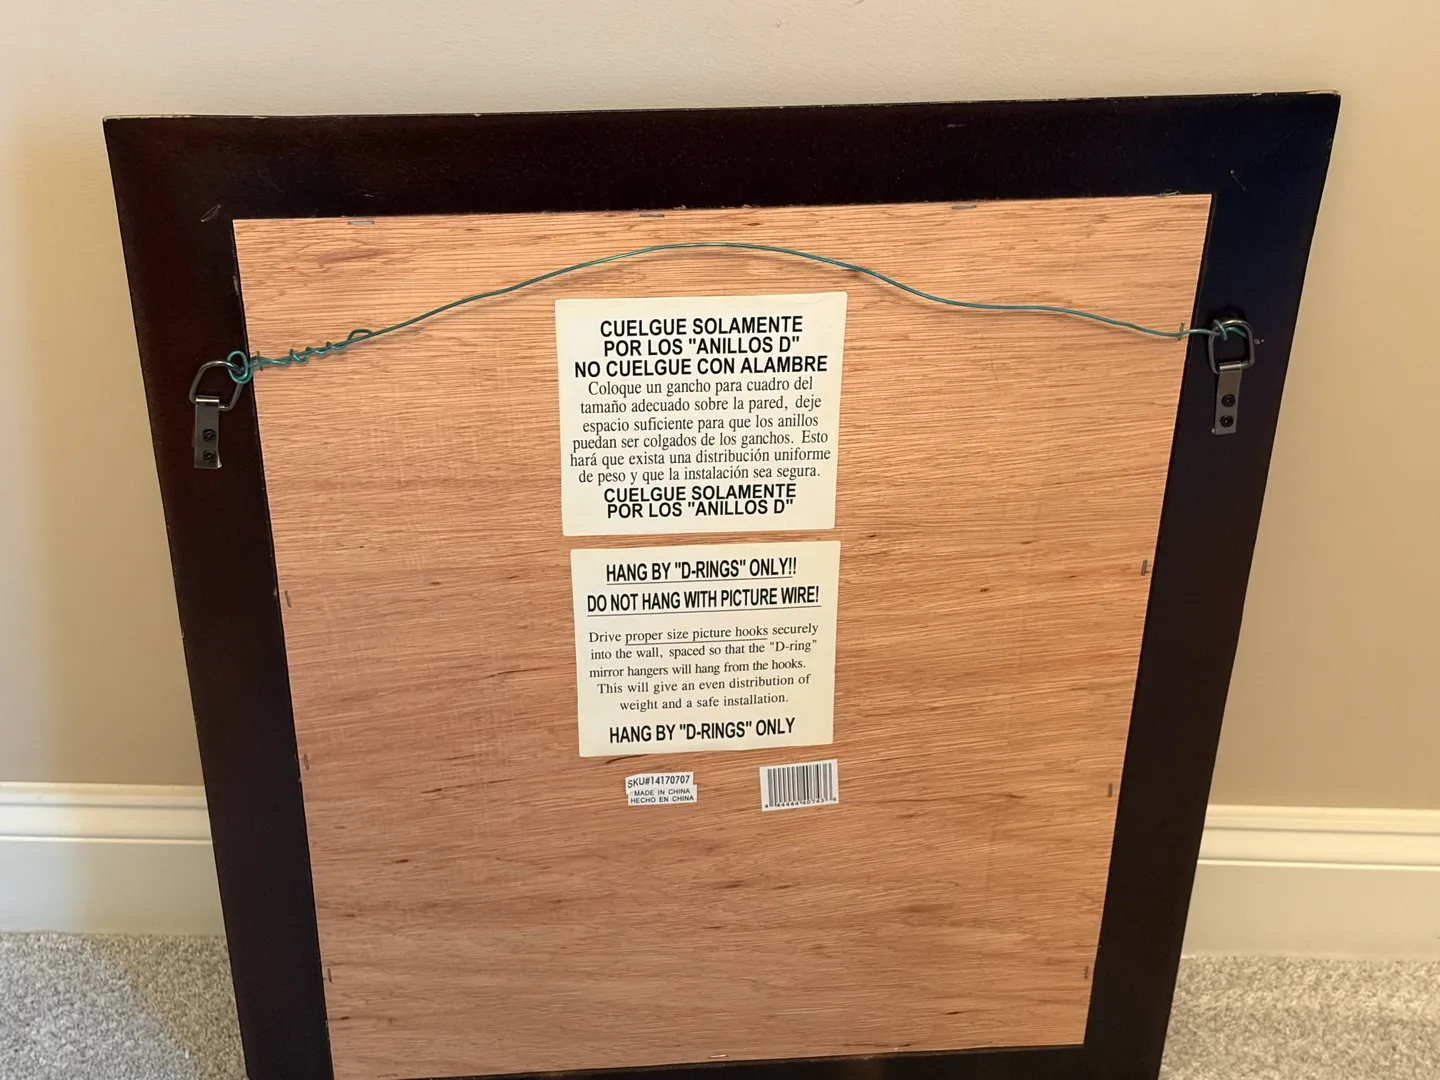 CUELGUE SOLAMENTE
POR LOS "ANILLOS D"
NO CUELGUE CON ALAMBRE
Coloque un gancho para cuadro del
tamaño adecuado sobre la pared, deje
espacio suficiente para que los anillos
puedan ser colgados de los ganchos. Esto
hará que exista una distribución uniforme
de peso y que la instalación sea segura.
CUELGUE SOLAMENTE
POR LOS "ANILLOS D"
HANG BY "D-RINGS" ONLY!!
DO NOT HANG WITH PICTURE WIRE!
Drive proper size picture hooks securely
into the wall, spaced so that the "D-ring"
mirror hangers will hang from the hooks.
This will give an even distribution of
weight and a safe installation.
HANG BY "D-RINGS" ONLY
SKU#14170707
MADE IN CHINA
HECHO EN CHINA